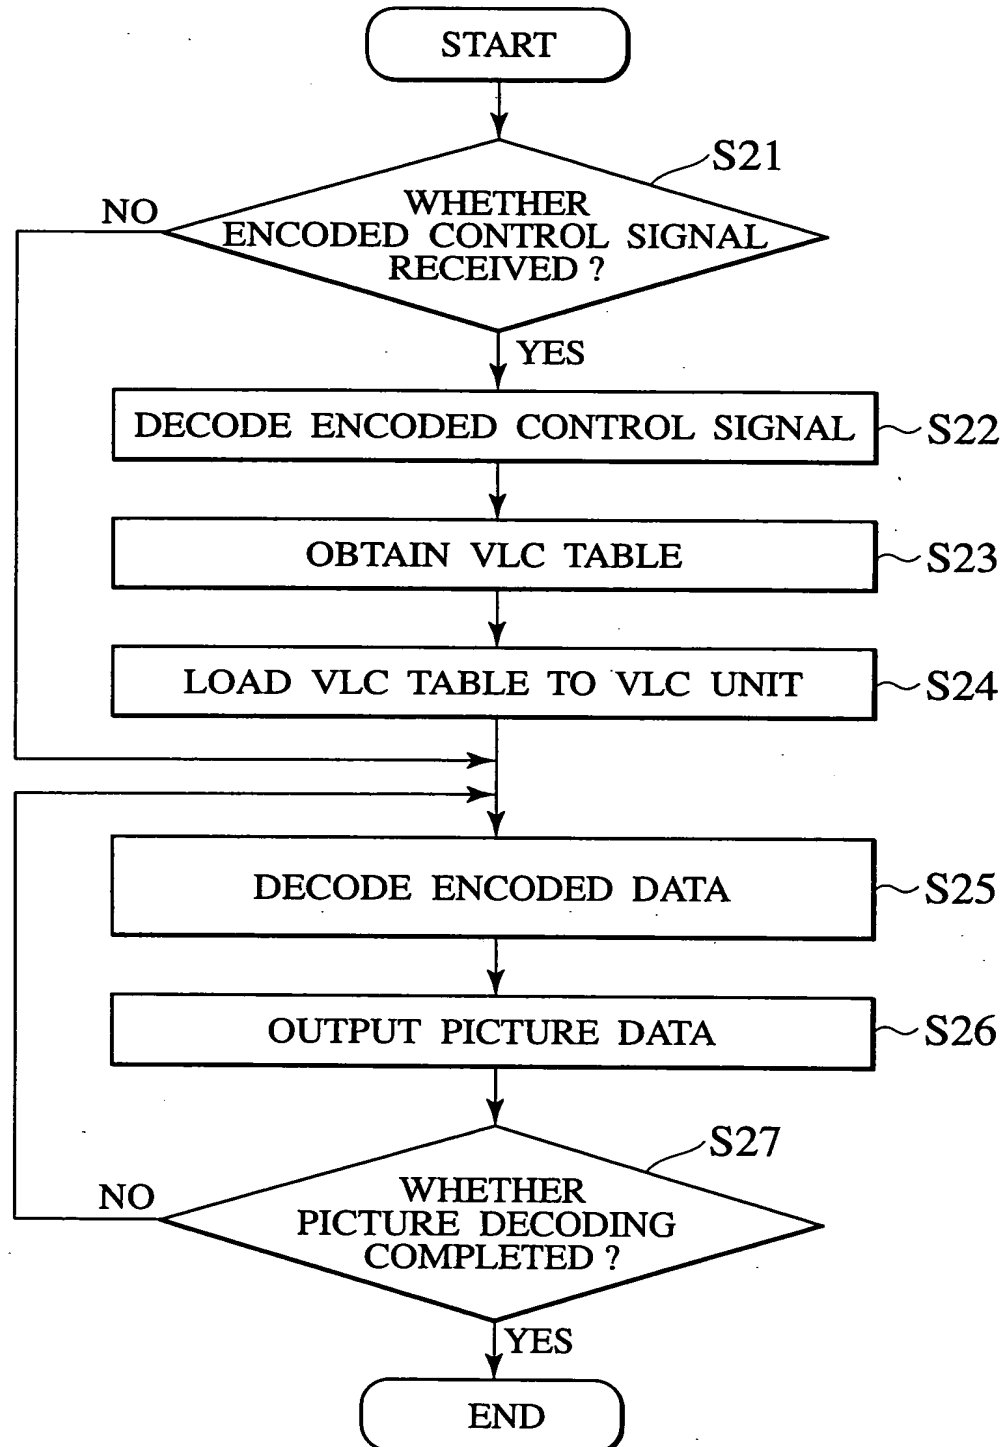 START
S21
WHETHER
ENCODED CONTROL SIGNAL
RECEIVED ?
NO
YES
DECODE ENCODED CONTROL SIGNAL
S22
OBTAIN VLC TABLE
S23
LOAD VLC TABLE TO VLC UNIT
S24
DECODE ENCODED DATA
S25
OUTPUT PICTURE DATA
S26
S27
WHETHER
PICTURE DECODING
COMPLETED ?
NO
YES
END